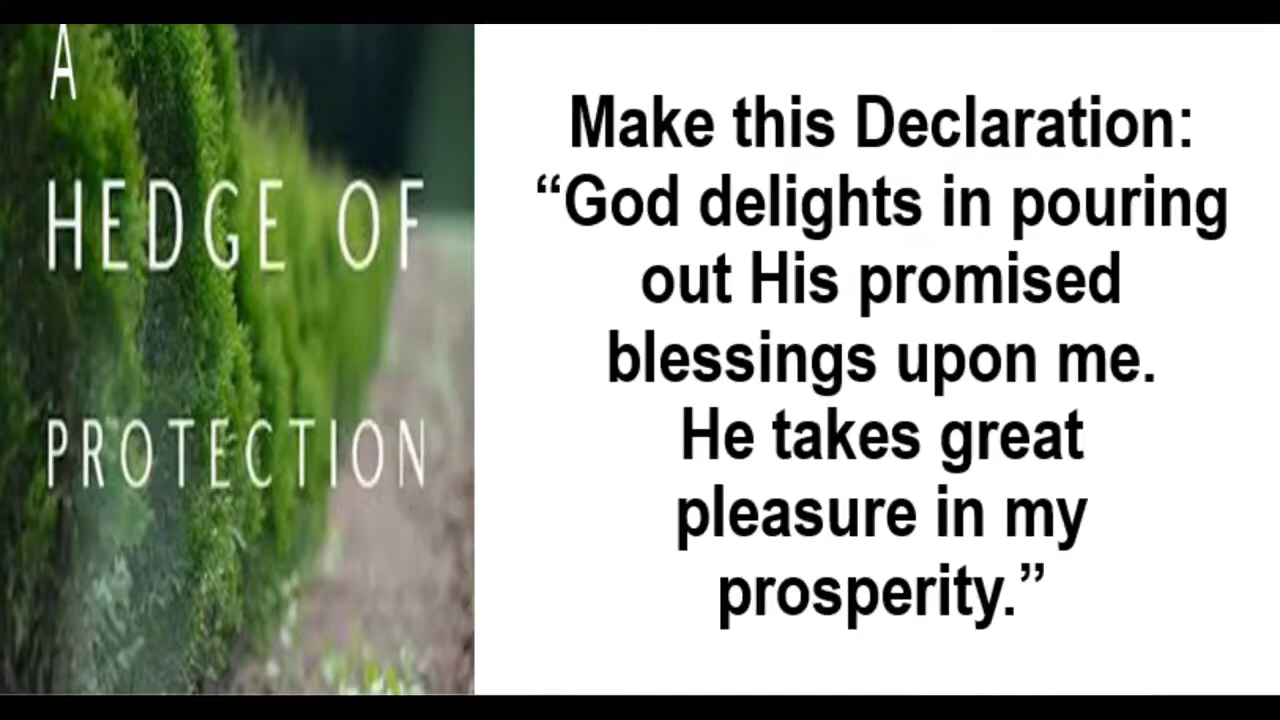 A
HEDGE OF
PROTECTION
Make this Declaration:
“God delights in pouring
out His promised
blessings upon me.
He takes great
pleasure in my
prosperity.”